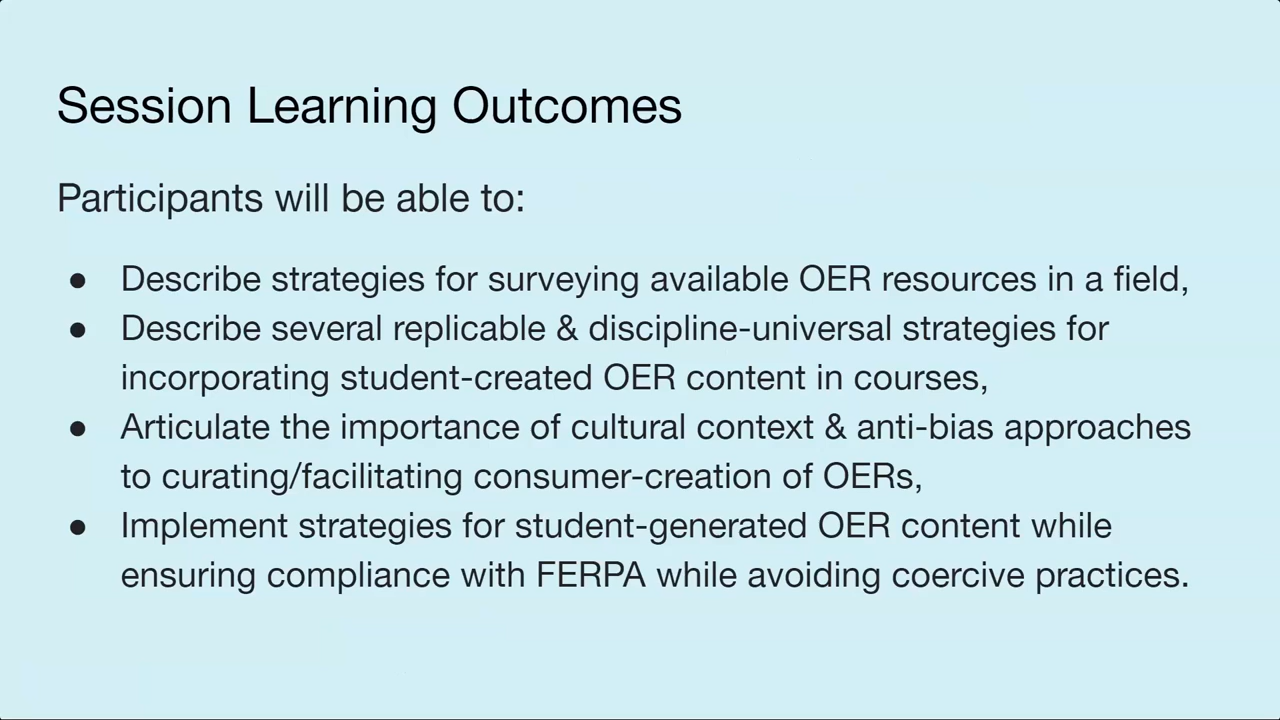 Session Learning Outcomes
Participants will be able to:
● Describe strategies for surveying available OER resources in a field,
● Describe several replicable & discipline-universal strategies for
incorporating student-created OER content in courses,
● Articulate the importance of cultural context & anti-bias approaches
to curating/facilitating consumer-creation of OERs,
● Implement strategies for student-generated OER content while
ensuring compliance with FERPA while avoiding coercive practices.